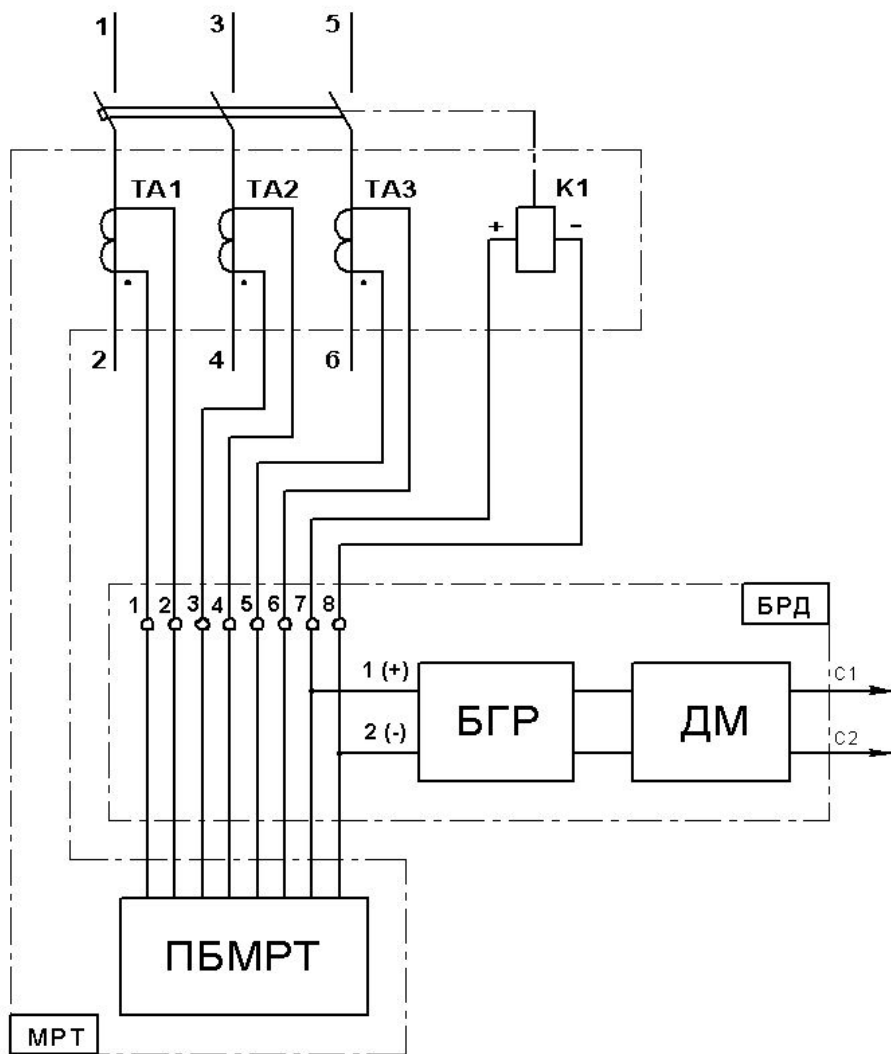 1 3 5
TA1 TA2 TA3 K1
+ –
2 4 6
1 2 3 4 5 6 7 8
БРД
1 (+)
БГР
ДМ
C1
2 (-)
C2
ПБМРТ
МРТ